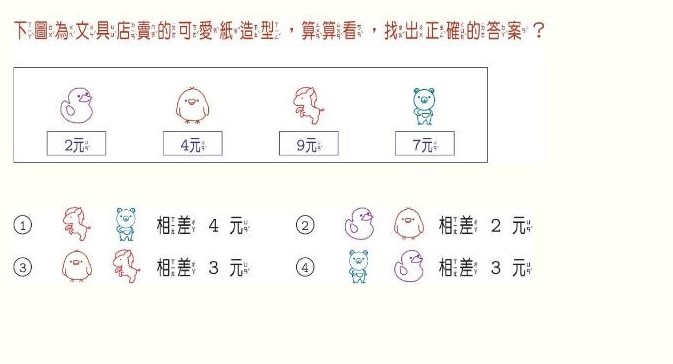 下圖為文具店賣的可愛紙造型，算算看，找出正確的答案？
2元 4元 9元 7元
① 相差 4 元 ② 相差 2 元
③ 相差 3 元 ④ 相差 3 元